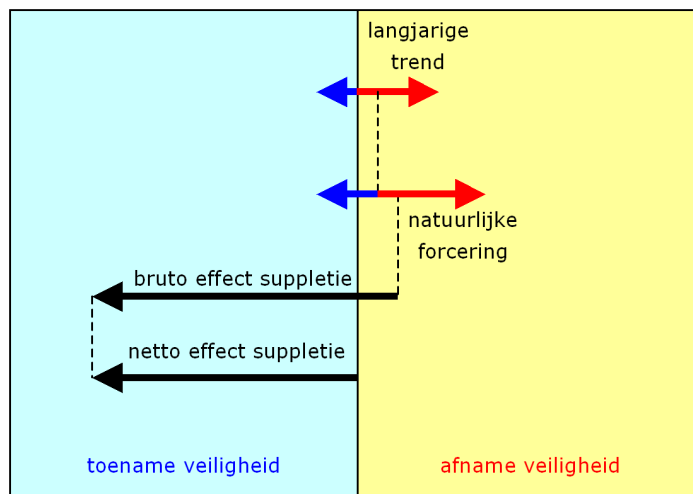 langjarige
trend
natuurlijke
forcering
bruto effect suppletie
netto effect suppletie
toename veiligheid
afname veiligheid